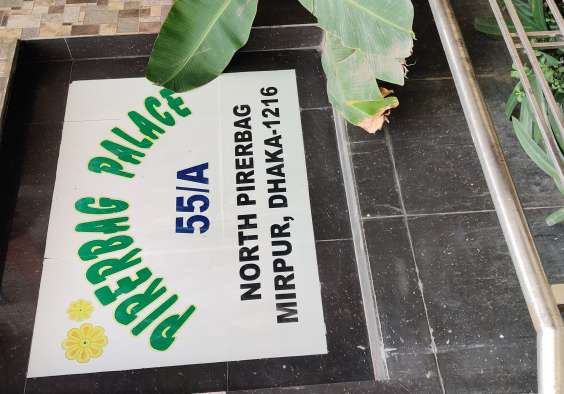 PIRERBAG PALACE
55/A
NORTH PIRERBAG
MIRPUR, DHAKA-1216